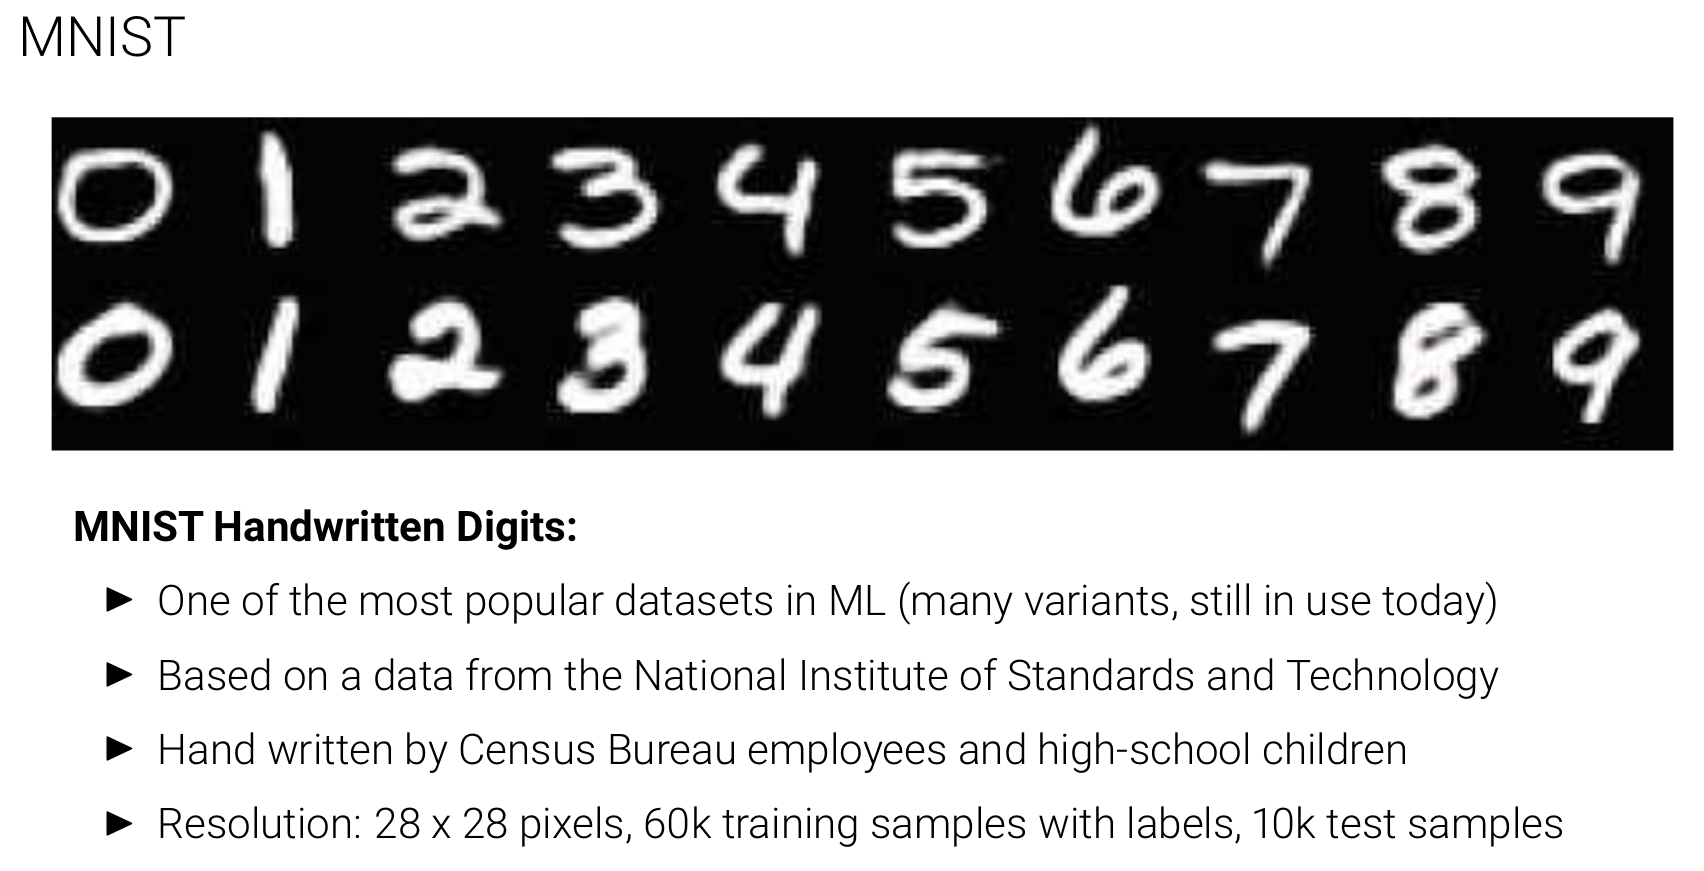 MNIST
0 1 2 3 4 5 6 7 8 9
0 1 2 3 4 5 6 7 8 9
MNIST Handwritten Digits:
► One of the most popular datasets in ML (many variants, still in use today)
► Based on a data from the National Institute of Standards and Technology
► Hand written by Census Bureau employees and high-school children
► Resolution: 28 x 28 pixels, 60k training samples with labels, 10k test samples